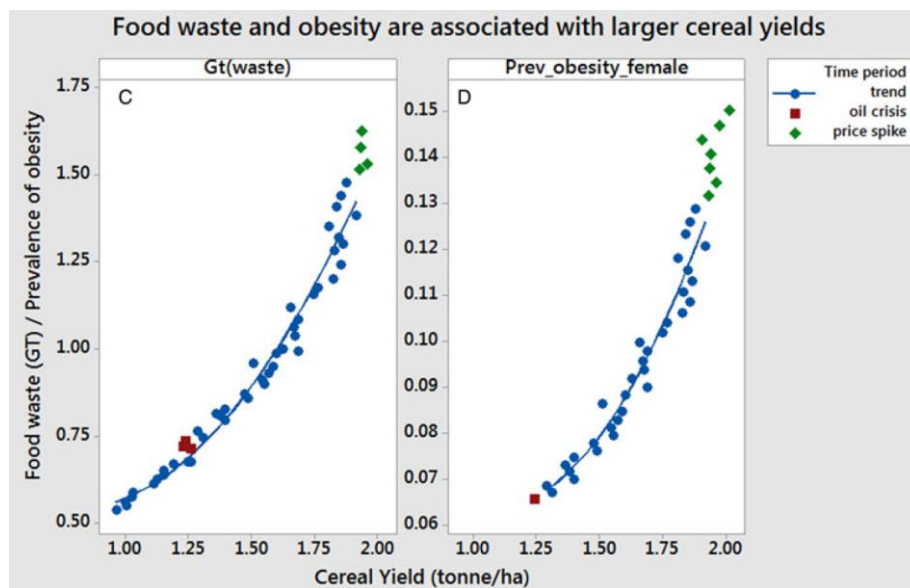 Food waste and obesity are associated with larger cereal yields
Gt(waste)
Prev_obesity_female
Time period
trend
oil crisis
price spike
C
D
Food waste (GT) / Prevalence of obesity
1.75
1.50
1.25
1.00
0.75
0.50
0.15
0.14
0.13
0.12
0.11
0.10
0.09
0.08
0.07
0.06
1.00 1.25 1.50 1.75 2.00
1.00 1.25 1.50 1.75 2.00
Cereal Yield (tonne/ha)